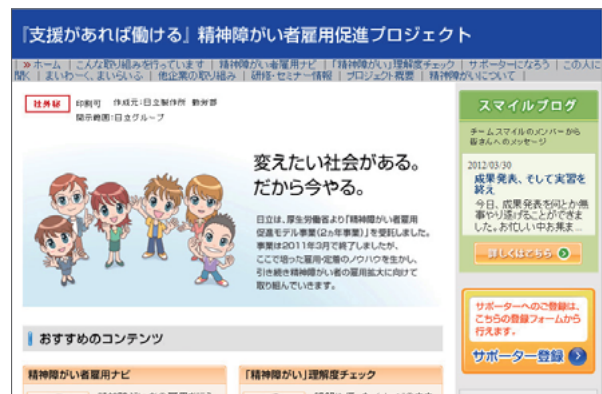 『支援があれば働ける』精神障がい者雇用促進プロジェクト
≫ホーム | こんな取り組みを行っています | 精神障がい者雇用ナビ | 「精神障がい」理解度チェック | サポーターになろう | この人に
聞く | まいわーく、まいらいふ | 他企業の取り組み | 研修・セミナー情報 | プロジェクト概要 | 精神障がいについて |
社外秘 印刷可 作成元:日立製作所 勤労部
開示範囲:日立グループ
変えたい社会がある。
だから今やる。
日立は、厚生労働省より「精神障がい者雇用
促進モデル事業(2ヵ年事業)」を受託しました。
事業は2011年3月で終了しましたが、
ここで培った雇用・定着のノウハウを生かし、
引き続き精神障がい者の雇用拡大に向けて
取り組んでいきます。
おすすめのコンテンツ
精神障がい者雇用ナビ
「精神障がい」理解度チェック
スマイルブログ
チームスマイルのメンバーから
皆さんへのメッセージ
2012/03/30
成果発表、そして実習を
終え
今日、成果発表を何とか無
事やり遂げることができま
した。お忙しい中お集ま...
詳しくはこちら
サポーターへのご登録は、
こちらの登録フォームから
行えます。
サポーター登録